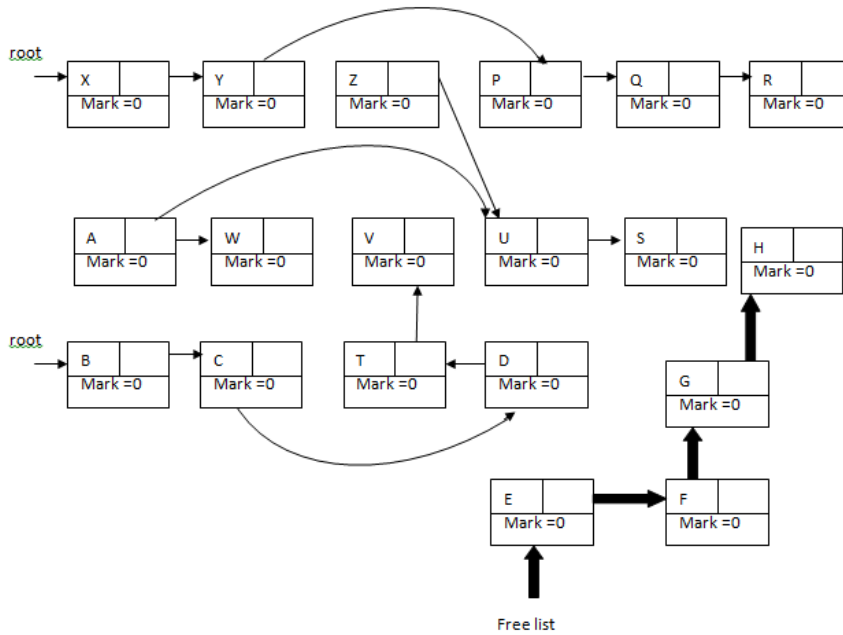 root
X Y Z P Q R
Mark =0 Mark =0 Mark =0 Mark =0 Mark =0 Mark =0
A W V U S H
Mark =0 Mark =0 Mark =0 Mark =0 Mark =0 Mark =0
root
B C T D G
Mark =0 Mark =0 Mark =0 Mark =0 Mark =0
E F
Mark =0 Mark =0
Free list